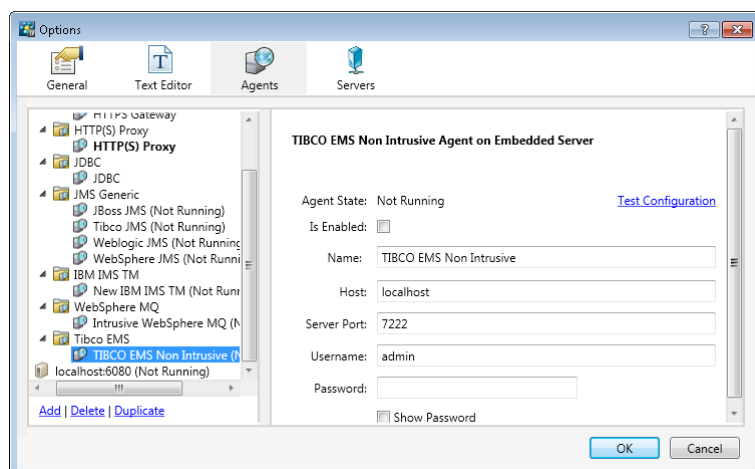 Options
General
Text Editor
Agents
Servers
HTTPS Gateway
HTTP(S) Proxy
HTTP(S) Proxy
JDBC
JDBC
JMS Generic
JBoss JMS (Not Running)
Tibco JMS (Not Running)
Weblogic JMS (Not Running
WebSphere JMS (Not Runni
IBM IMS TM
New IBM IMS TM (Not Runr
WebSphere MQ
Intrusive WebSphere MQ (N
Tibco EMS
TIBCO EMS Non Intrusive (N
localhost:6080 (Not Running)
Add | Delete | Duplicate
TIBCO EMS Non Intrusive Agent on Embedded Server
Agent State: Not Running Test Configuration
Is Enabled:
Name: TIBCO EMS Non Intrusive
Host: localhost
Server Port: 7222
Username: admin
Password:
Show Password
OK Cancel